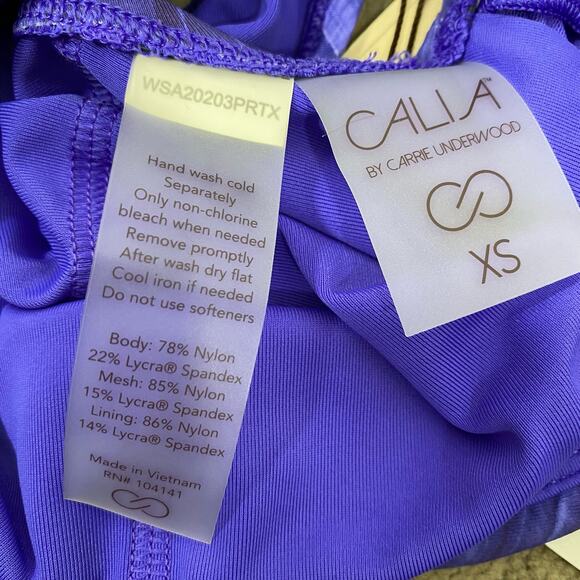 WSA20203PRTX
Hand wash cold
Separately
Only non-chlorine
bleach when needed
Remove promptly
After wash dry flat
Cool iron if needed
Do not use softeners
Body: 78% Nylon
22% Lycra® Spandex
Mesh: 85% Nylon
15% Lycra® Spandex
Lining: 86% Nylon
14% Lycra® Spandex
Made in Vietnam
RN# 104141
CALIA™
BY CARRIE UNDERWOOD
XS